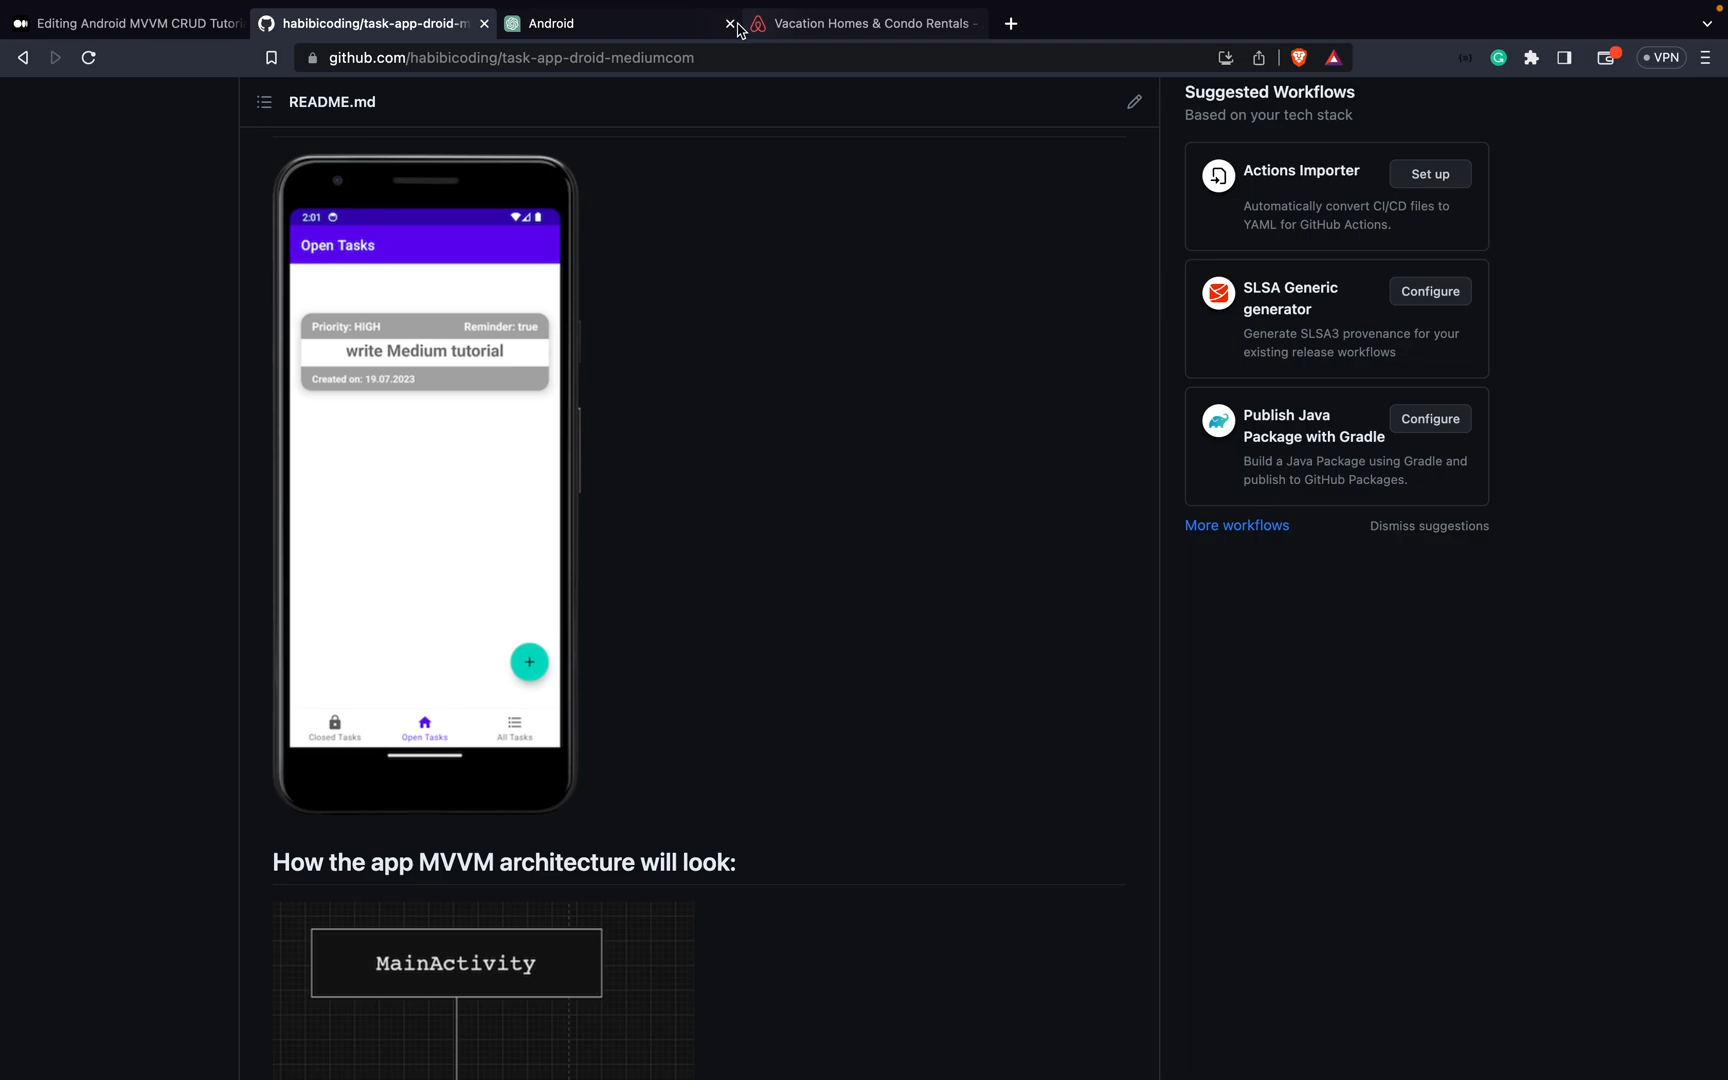 Editing Android MVVM CRUD Tutori
habibicoding/task-app-droid-m
Android
Vacation Homes & Condo Rentals -
github.com/habibicoding/task-app-droid-mediumcom
VPN
README.md
2:01
Open Tasks
Priority: HIGH
Reminder: true
write Medium tutorial
Created on: 19.07.2023
+
Closed Tasks
Open Tasks
All Tasks
How the app MVVM architecture will look:
MainActivity
Suggested Workflows
Based on your tech stack
Actions Importer
Set up
Automatically convert CI/CD files to
YAML for GitHub Actions.
SLSA Generic
generator
Configure
Generate SLSA3 provenance for your
existing release workflows
Publish Java
Package with Gradle
Configure
Build a Java Package using Gradle and
publish to GitHub Packages.
More workflows
Dismiss suggestions